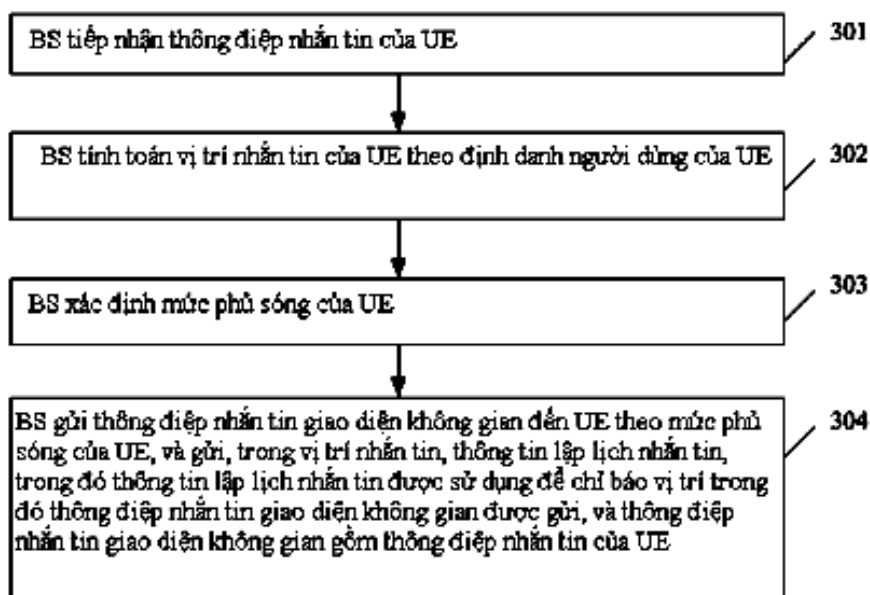 BS tiếp nhận thông điệp nhắn tin của UE
301
BS tính toán vị trí nhắn tin của UE theo định danh người dùng của UE
302
BS xác định mức phủ sóng của UE
303
BS gửi thông điệp nhắn tin giao diện không gian đến UE theo mức phủ
sóng của UE, và gửi, trong vị trí nhắn tin, thông tin lập lịch nhắn tin,
trong đó thông tin lập lịch nhắn tin được sử dụng để chỉ báo vị trí trong
đó thông điệp nhắn tin giao diện không gian được gửi, và thông điệp
nhắn tin giao diện không gian gồm thông điệp nhắn tin của UE
304